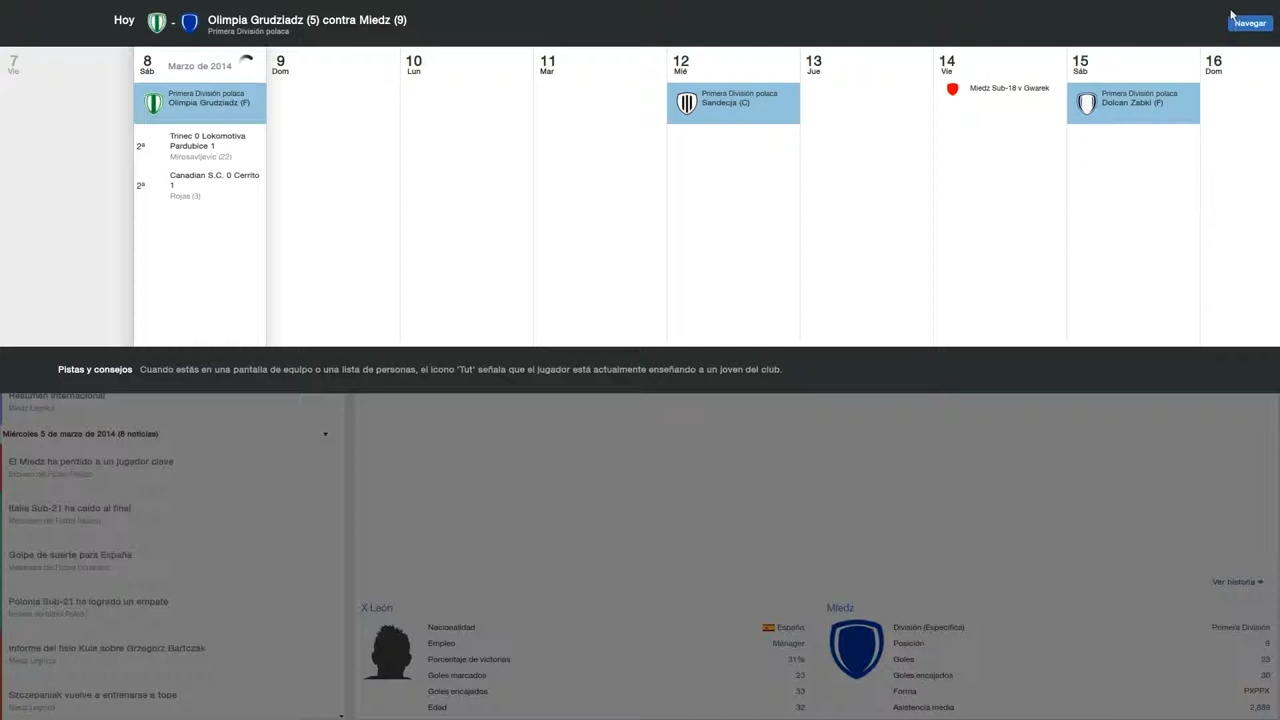 Hoy
Olimpia Grudziadz (5) contra Miedz (9)
Primera División polaca
Navegar
7
Vie
8
Sáb
Marzo de 2014
9
Dom
10
Lun
11
Mar
12
Mié
13
Jue
14
Vie
15
Sáb
16
Dom
Primera División polaca
Olimpia Grudziadz (F)
2ª
Trinec 0 Lokomotiva
Pardubice 1
Mirosavljevic (22)
2ª
Canadian S.C. 0 Cerrito
1
Rojas (3)
Primera División polaca
Sandecja (C)
Miedz Sub-18 v Gwarek
Primera División polaca
Dolcan Zabki (F)
Pistas y consejos
Cuando estás en una pantalla de equipo o una lista de personas, el icono 'Tut' señala que el jugador está actualmente enseñando a un joven del club.
Resumen internacional
Miedz Legnica
Miércoles 5 de marzo de 2014 (8 noticias)
El Miedz ha perdido a un jugador clave
Italia Sub-21 ha caído al final
Golpe de suerte para España
Polonia Sub-21 ha logrado un empate
Informe del fisio Kula sobre Grzegorz Bartczak
Miedz Legnica
Szczepaniak vuelve a entrenarse a tope
Miedz Legnica
Ver historia
X León
Nacionalidad
España
Empleo
Mánager
Porcentaje de victorias
31%
Goles marcados
23
Goles encajados
33
Edad
32
Miedz
División (Específica)
Primera División
Posición
9
Goles
23
Goles encajados
30
Forma
PXPPX
Asistencia media
2,889